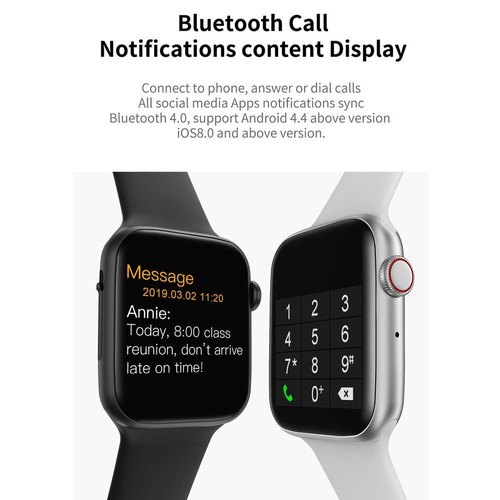 Bluetooth Call
Notifications content Display
Connect to phone, answer or dial calls
All social media Apps notifications sync
Bluetooth 4.0, support Android 4.4 above version
iOS8.0 and above version.
Message
2019.03.02 11:20
Annie:
Today, 8:00 class
reunion, don't arrive
late on time!
1 2 3
4 5 6
7* 8 9#
0+